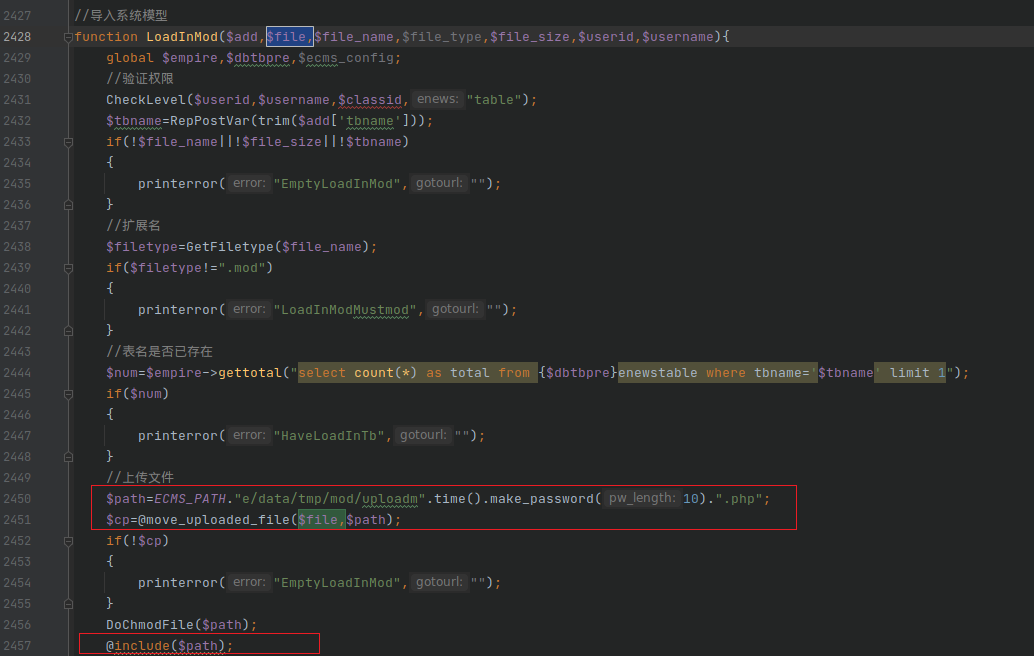 2427 //导入系统模型
2428 function LoadInMod($add,$file,$file_name,$file_type,$file_size,$userid,$username){
2429 global $empire,$dbtbpre,$ecms_config;
2430 //验证权限
2431 CheckLevel($userid,$username,$classid, enews: "table");
2432 $tbname=RepPostVar(trim($add['tbname']));
2433 if(!$file_name||!$file_size||!$tbname)
2434 {
2435 printerror( error: "EmptyLoadInMod", gotourl: "");
2436 }
2437 //扩展名
2438 $filetype=GetFiletype($file_name);
2439 if($filetype!=".mod")
2440 {
2441 printerror( error: "LoadInModMustmod", gotourl: "");
2442 }
2443 //表名是否已存在
2444 $num=$empire->gettotal("select count(*) as total from {$dbtbpre}enewstable where tbname='$tbname' limit 1");
2445 if($num)
2446 {
2447 printerror( error: "HaveLoadInTb", gotourl: "");
2448 }
2449 //上传文件
2450 $path=ECMS_PATH."e/data/tmp/mod/uploadm".time().make_password( pw_length: 10).".php";
2451 $cp=@move_uploaded_file($file,$path);
2452 if(!$cp)
2453 {
2454 printerror( error: "EmptyLoadInMod", gotourl: "");
2455 }
2456 DoChmodFile($path);
2457 @include($path);